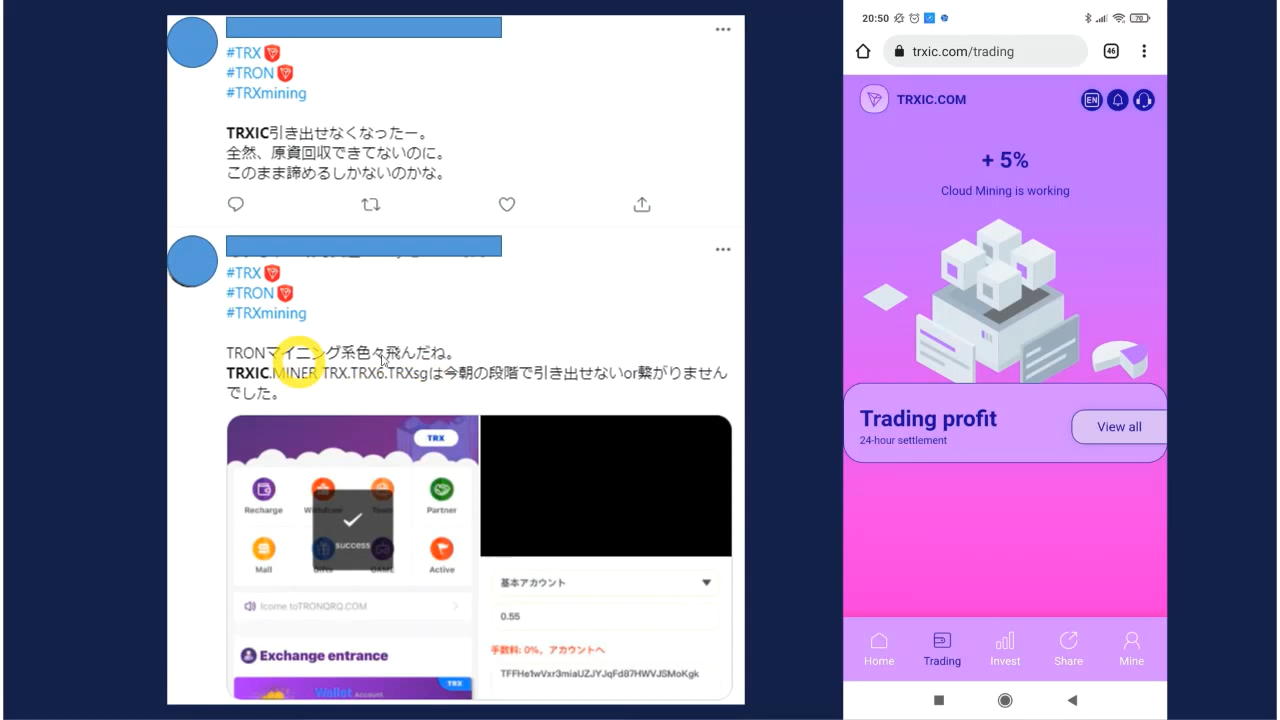 #TRX
#TRON
#TRXmining
TRXIC引き出せなくなったー。
全然、原資回収できてないのに。
このまま諦めるしかないのかな。
#TRX
#TRON
#TRXmining
TRONマイニング系色々飛んだね。
TRXIC.MINER TRX.TRX6.TRXsgは今朝の段階で引き出せないor繋がりません
でした。
TRX
Recharge
Partner
success
Mall
Active
lcome toTRONQRQ.COM
Exchange entrance
TRX
Wallet Account
基本アカウント
0.55
手数料: 0%, アカウントへ
TFFHe1wVxr3miaUZJYJqFd87HWVJSMoKgk
20:50
70
trxic.com/trading
46
TRXIC.COM
EN
+ 5%
Cloud Mining is working
Trading profit
24-hour settlement
View all
Home
Trading
Invest
Share
Mine